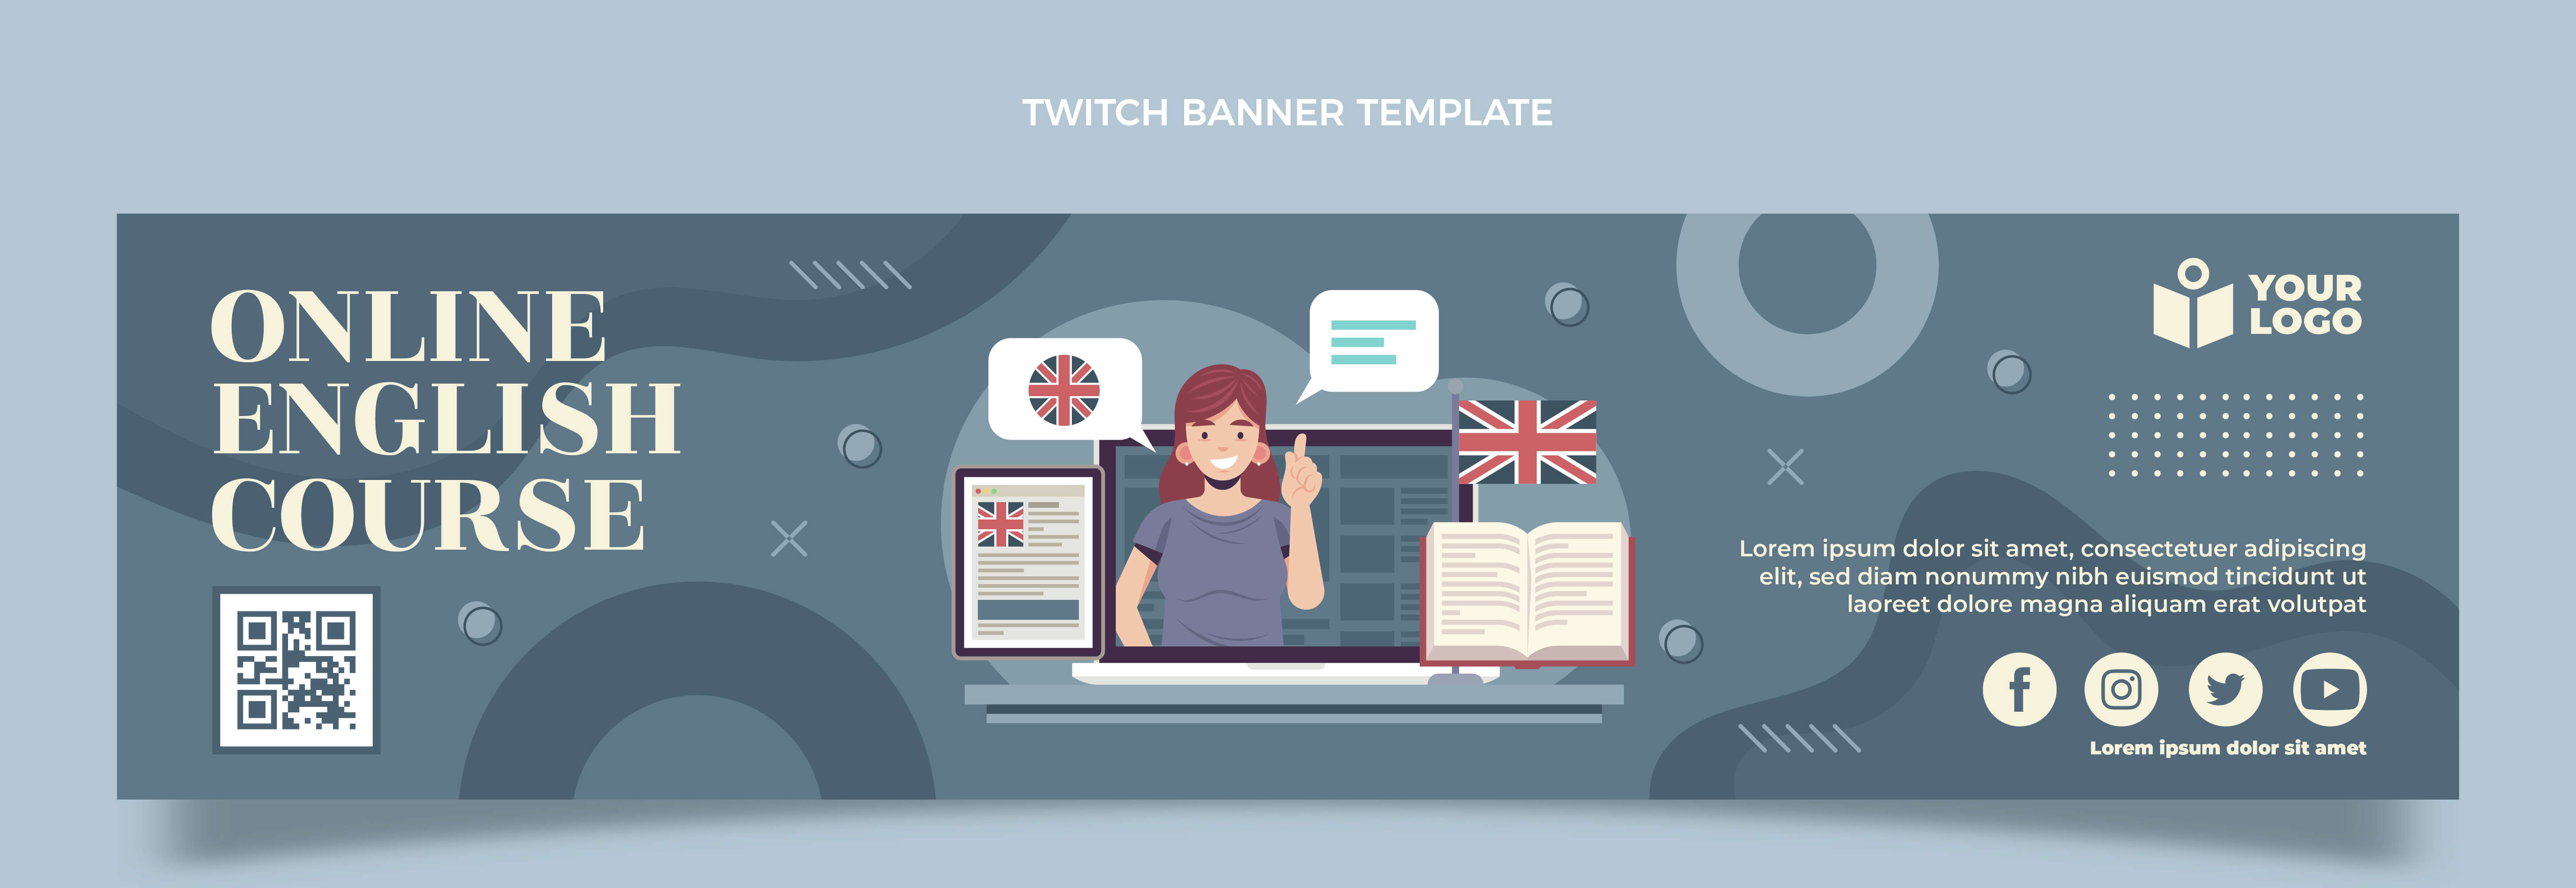 TWITCH BANNER TEMPLATE
ONLINE
ENGLISH
COURSE
YOUR
LOGO
Lorem ipsum dolor sit amet, consectetuer adipiscing
elit, sed diam nonummy nibh euismod tincidunt ut
laoreet dolore magna aliquam erat volutpat
Lorem ipsum dolor sit amet